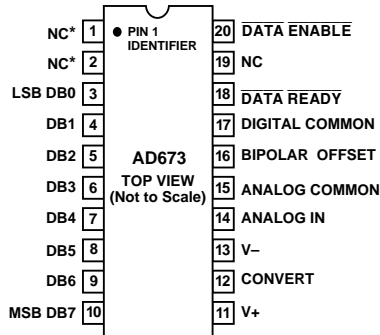 NC* 1
NC* 2
LSB DB0 3
DB1 4
DB2 5
DB3 6
DB4 7
DB5 8
DB6 9
MSB DB7 10
PIN 1
IDENTIFIER
AD673
TOP VIEW
(Not to Scale)
20 DATA ENABLE
19 NC
18 DATA READY
17 DIGITAL COMMON
16 BIPOLAR OFFSET
15 ANALOG COMMON
14 ANALOG IN
13 V–
12 CONVERT
11 V+